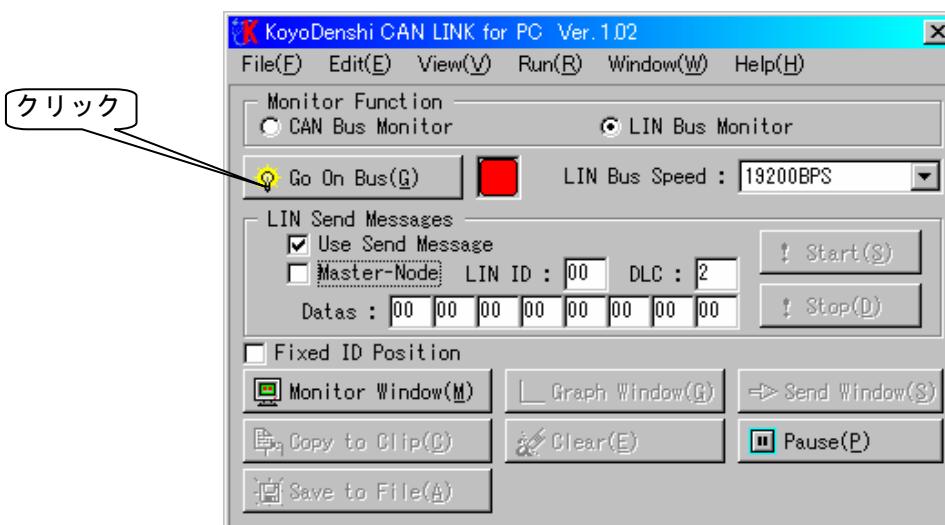 KoyoDenshi CAN LINK for PC Ver. 1.02
File(F) Edit(E) View(V) Run(R) Window(W) Help(H)
クリック
Monitor Function
CAN Bus Monitor LIN Bus Monitor
Go On Bus(G) LIN Bus Speed : 19200BPS
LIN Send Messages
Use Send Message
Start(S)
Master-Node LIN ID : 00 DLC : 2
Datas : 00 00 00 00 00 00 00 00
Stop(D)
Fixed ID Position
Monitor Window(M) Graph Window(G) Send Window(S)
Copy to Clip(C) Clear(E) Pause(P)
Save to File(A)